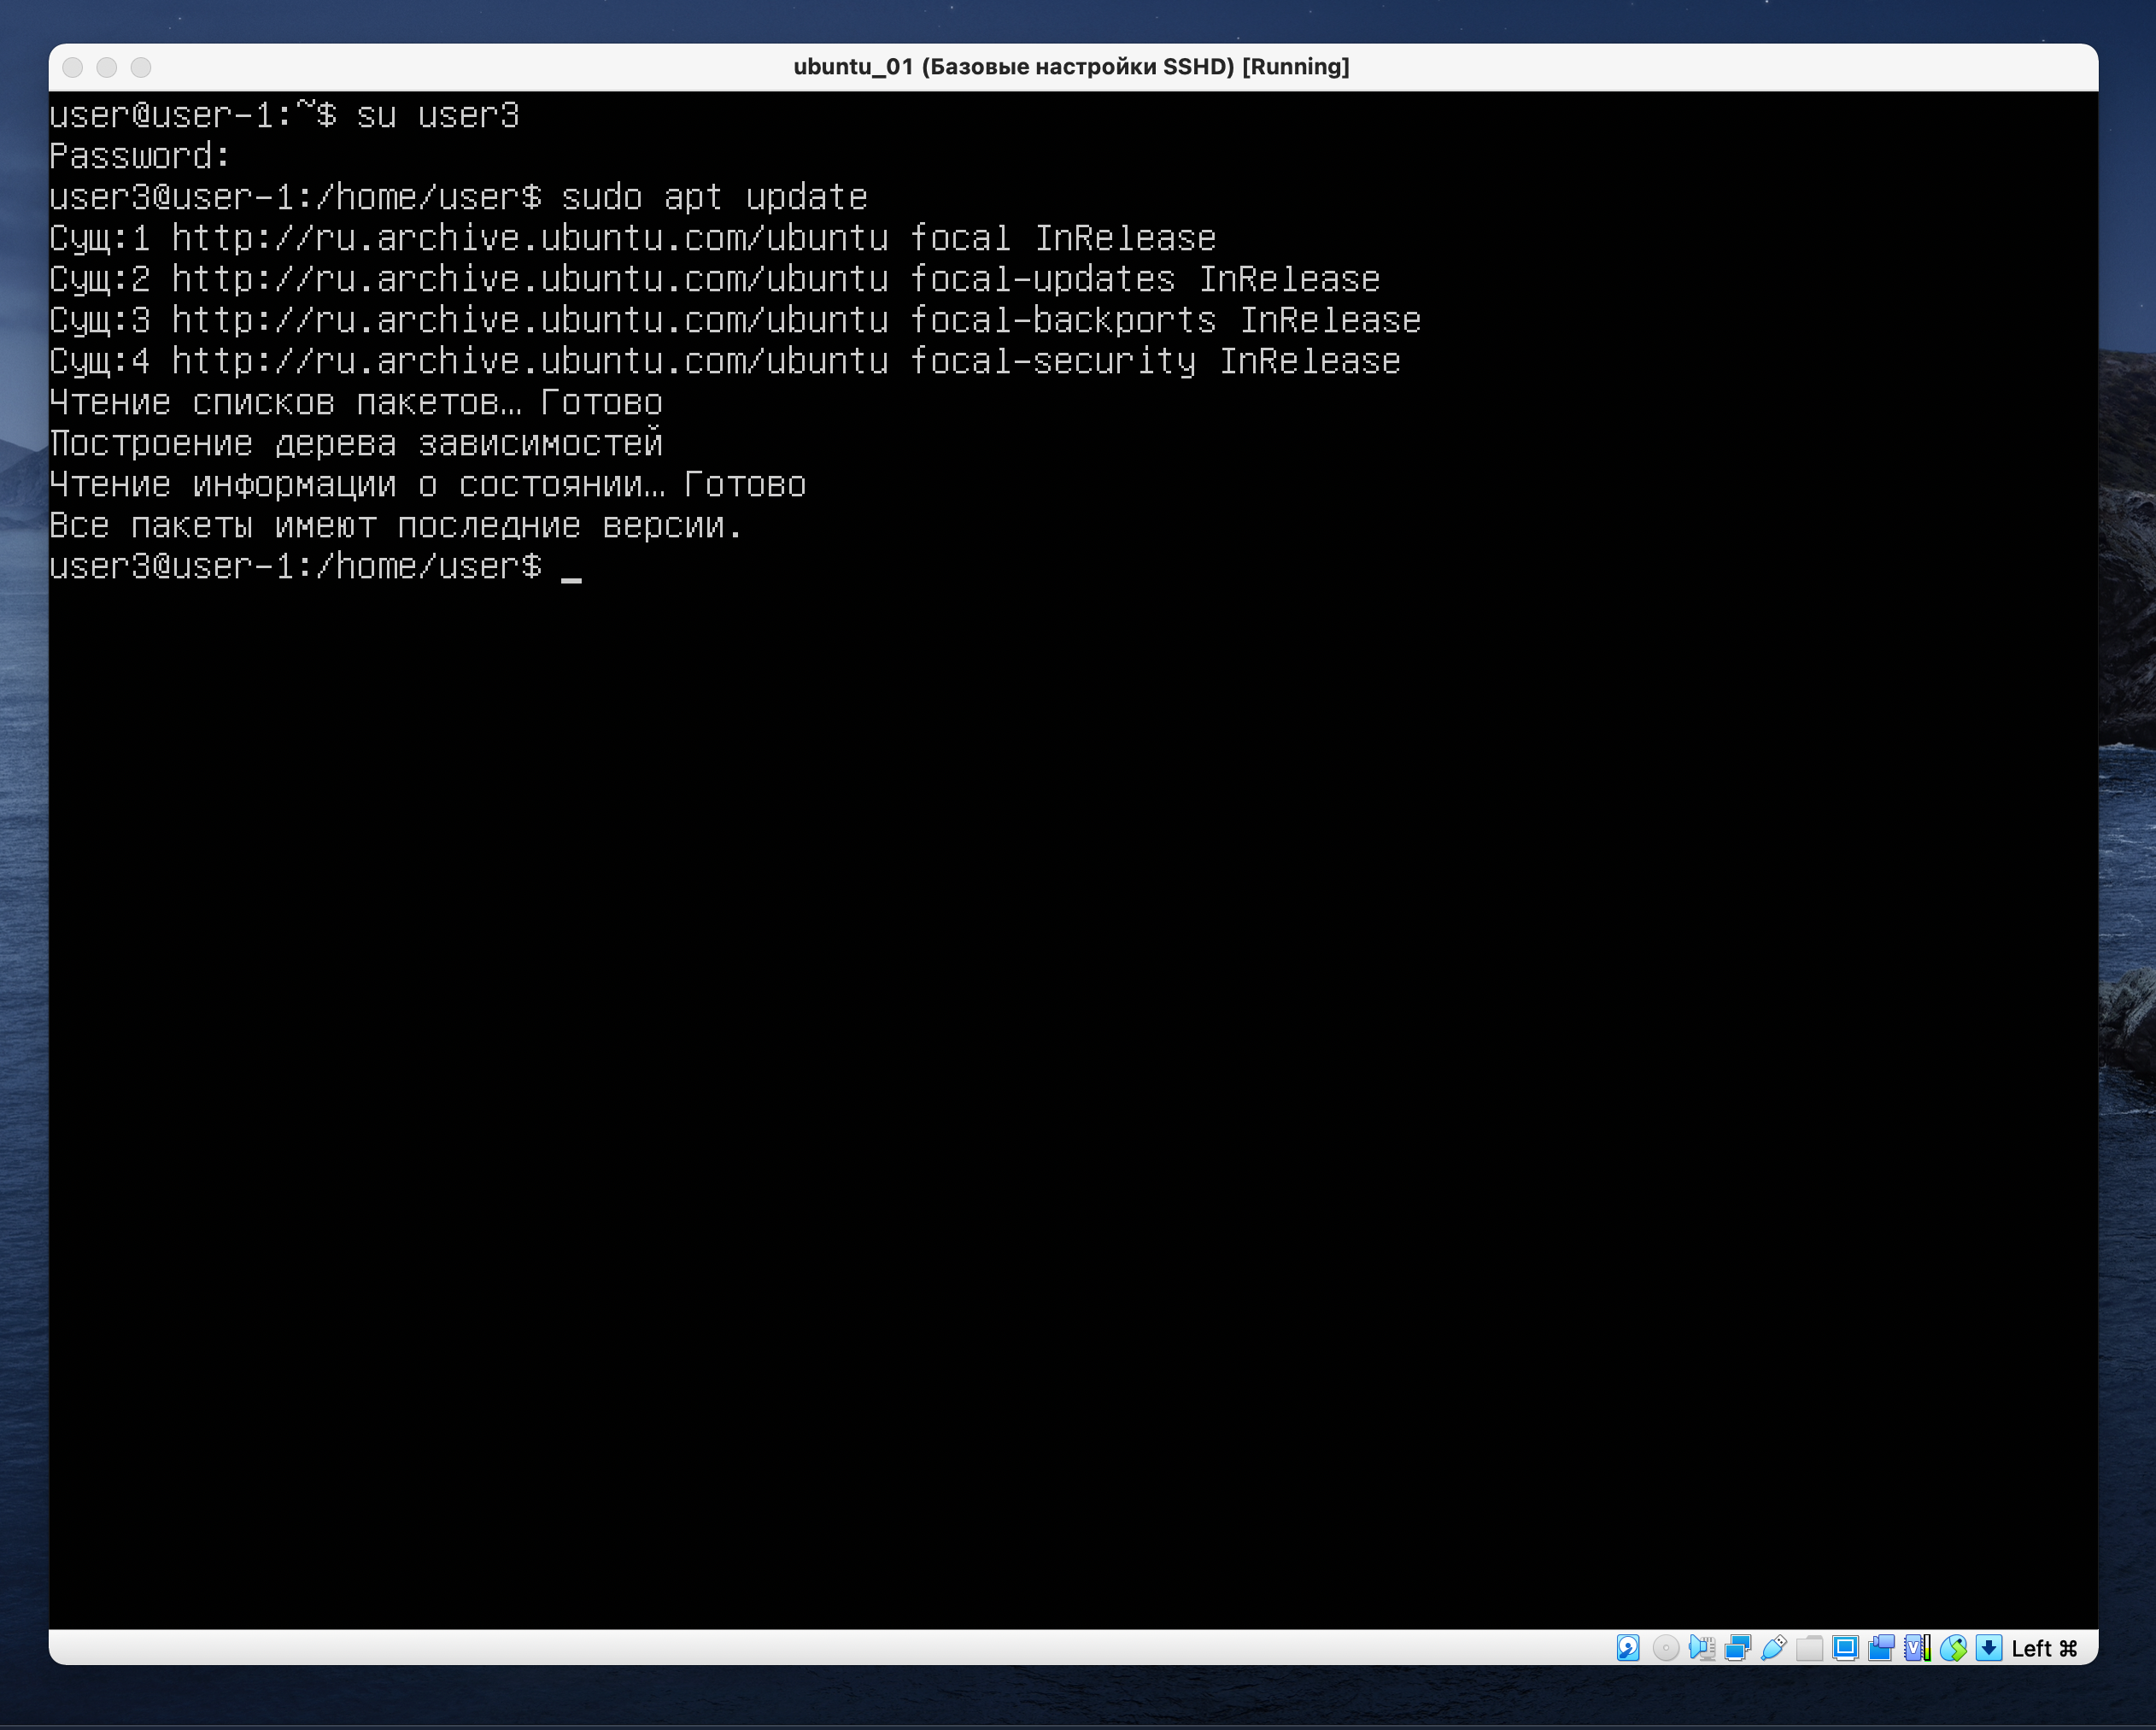 ubuntu_01 (Базовые настройки SSHD) [Running]
user@user-1:~$ su user3
Password:
user3@user-1:/home/user$ sudo apt update
Сущ:1 http://ru.archive.ubuntu.com/ubuntu focal InRelease
Сущ:2 http://ru.archive.ubuntu.com/ubuntu focal-updates InRelease
Сущ:3 http://ru.archive.ubuntu.com/ubuntu focal-backports InRelease
Сущ:4 http://ru.archive.ubuntu.com/ubuntu focal-security InRelease
Чтение списков пакетов… Готово
Построение дерева зависимостей
Чтение информации о состоянии… Готово
Все пакеты имеют последние версии.
user3@user-1:/home/user$ _
Left ⌘